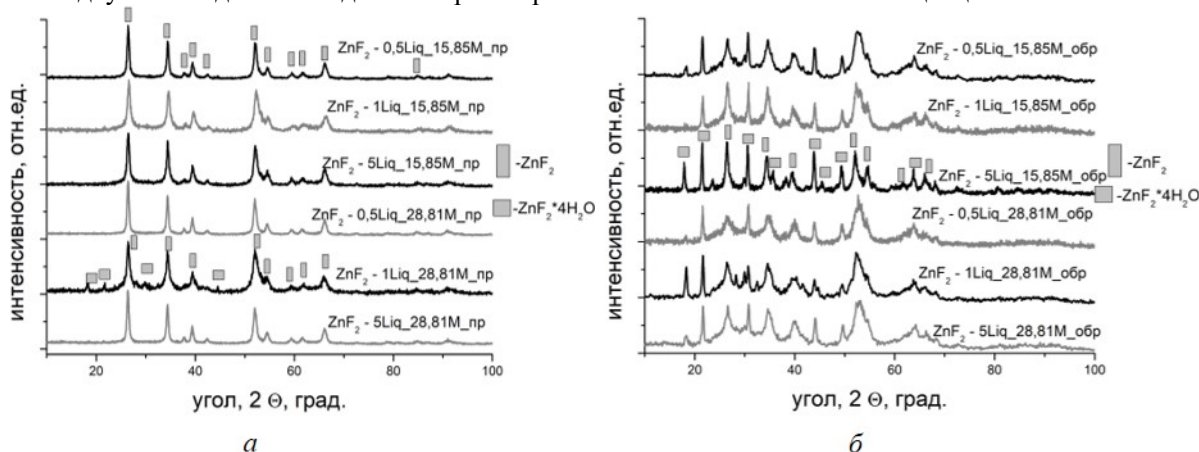 интенсивность, отн.ед.
ZnF2 - 0,5Liq_15,85M_пр
ZnF2 - 1Liq_15,85M_пр
ZnF2 - 5Liq_15,85M_пр
ZnF2 - 0,5Liq_28,81M_пр
ZnF2 - 1Liq_28,81M_пр
ZnF2 - 5Liq_28,81M_пр
-ZnF2
-ZnF2*4H2O
20 40 60 80 100
угол, 2 Θ, град.
а
интенсивность, отн.ед.
ZnF2 - 0,5Liq_15,85M_обр
ZnF2 - 1Liq_15,85M_обр
ZnF2 - 5Liq_15,85M_обр
ZnF2 - 0,5Liq_28,81M_обр
ZnF2 - 1Liq_28,81M_обр
ZnF2 - 5Liq_28,81M_обр
-ZnF2
-ZnF2*4H2O
20 40 60 80 100
угол, 2 Θ, град.
б